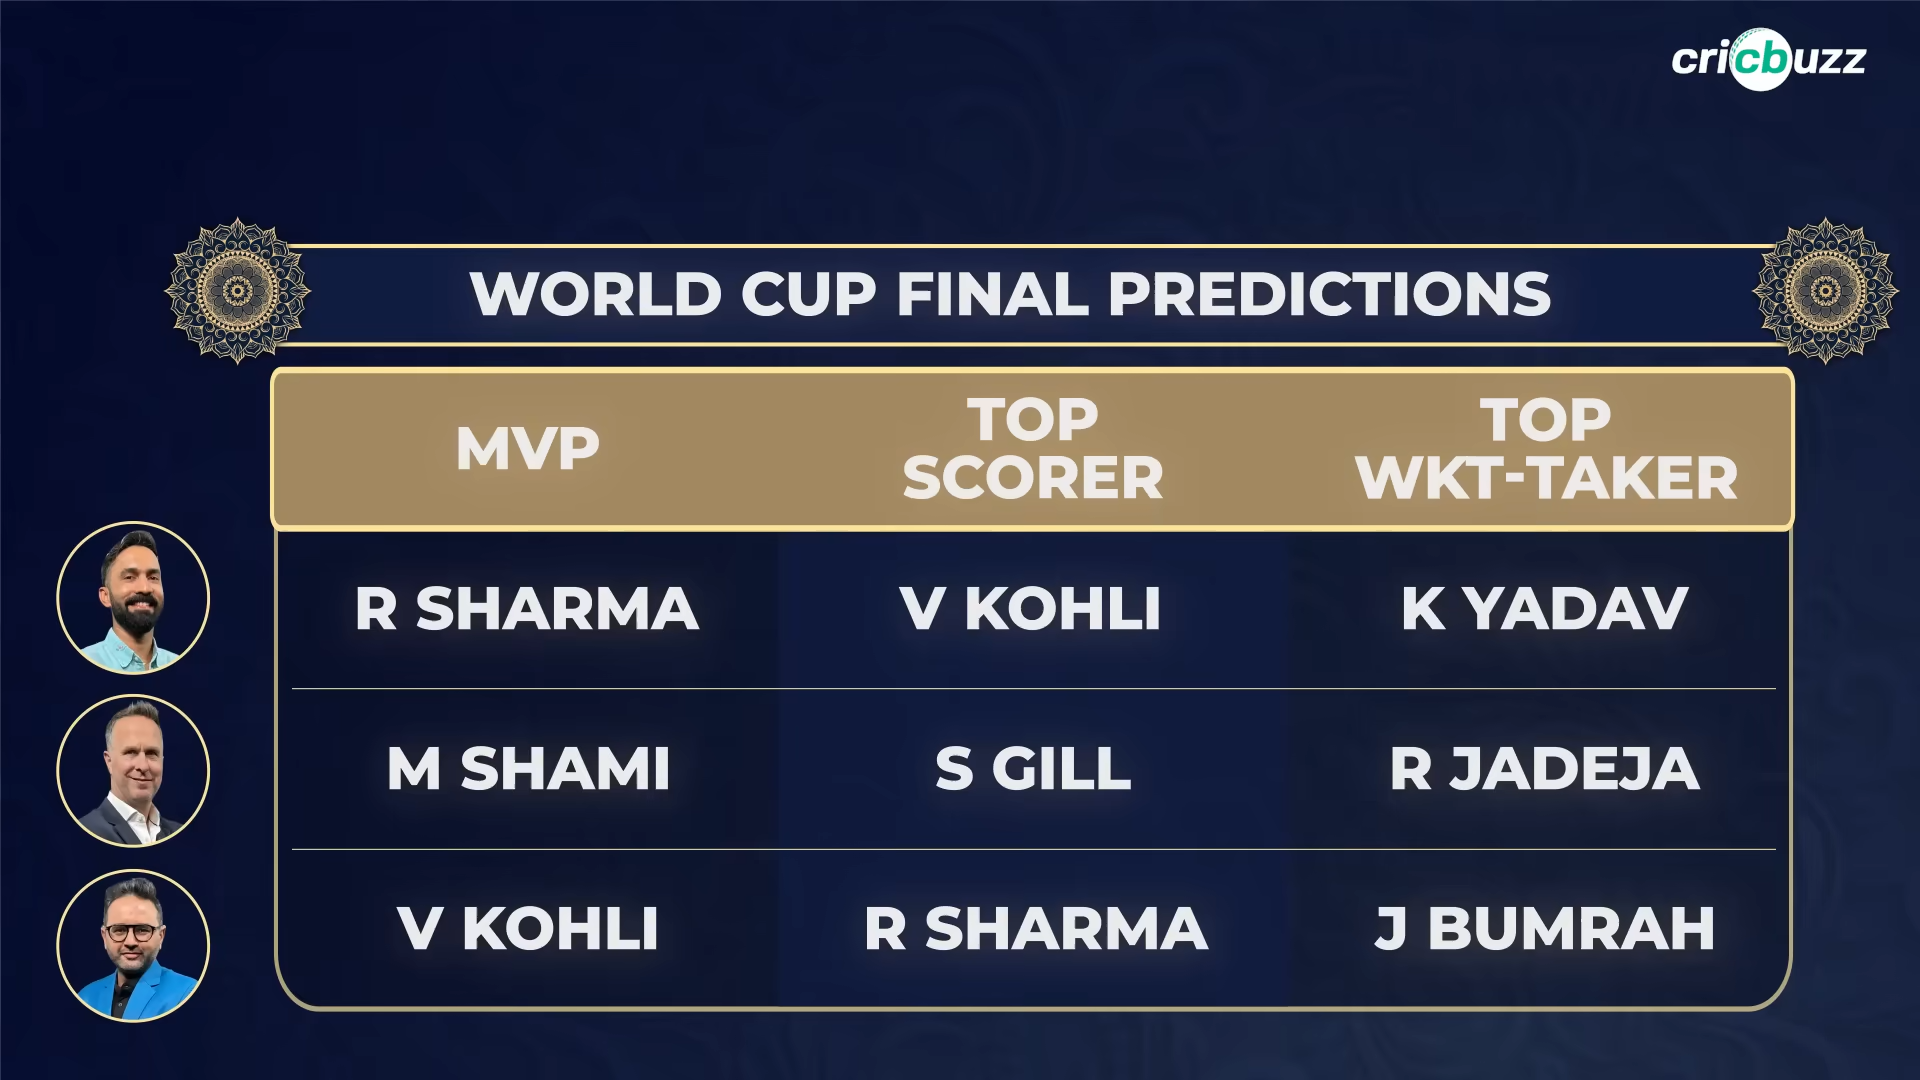 cricbuzz
WORLD CUP FINAL PREDICTIONS
MVP
TOP
SCORER
TOP
WKT-TAKER
R SHARMA
V KOHLI
K YADAV
M SHAMI
S GILL
R JADEJA
V KOHLI
R SHARMA
J BUMRAH